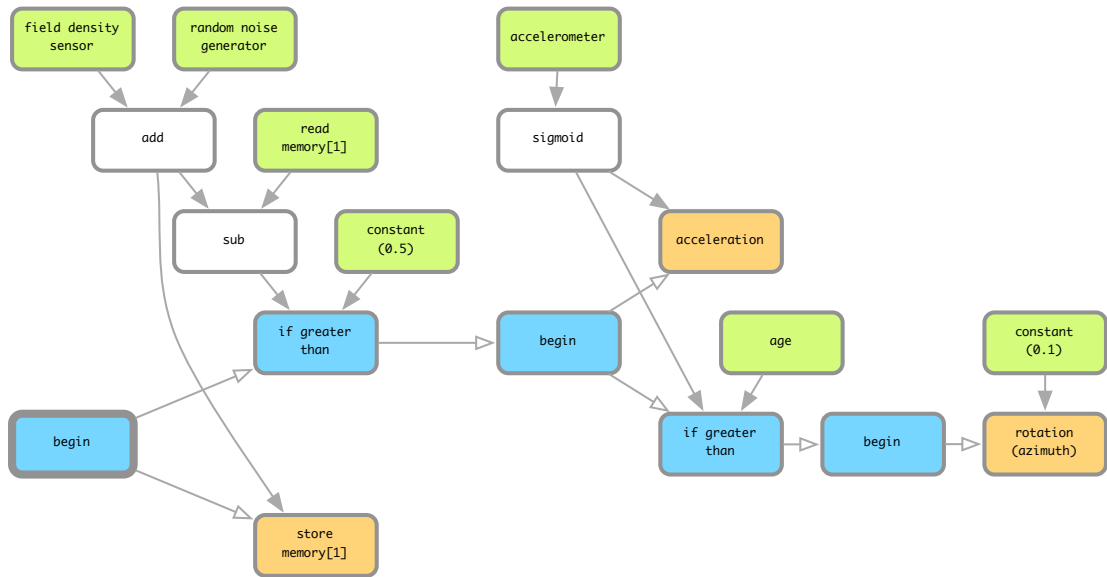 field density
sensor
random noise
generator
accelerometer
add
read
memory[1]
sigmoid
sub
constant
(0.5)
acceleration
if greater
than
begin
age
constant
(0.1)
begin
if greater
than
begin
rotation
(azimuth)
store
memory[1]